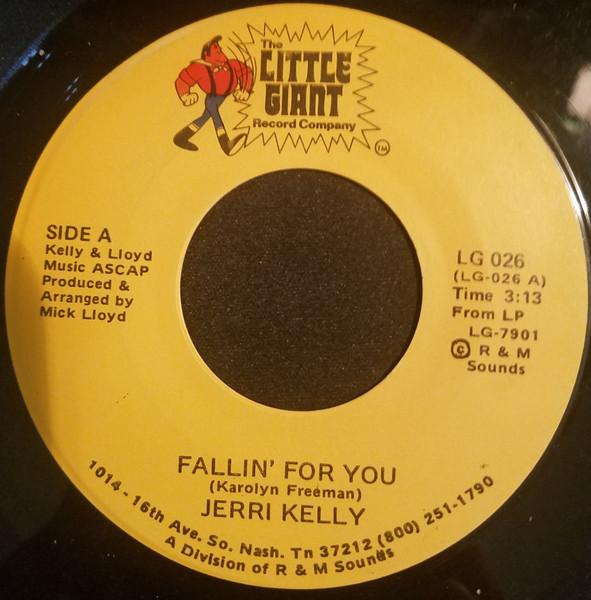 The
LITTLE
GIANT
Record Company
TM
SIDE A
Kelly & Lloyd
Music ASCAP
Produced &
Arranged by
Mick Lloyd
LG 026
(LG-026 A)
Time 3:13
From LP
LG-7901
© R & M
Sounds
FALLIN' FOR YOU
(Karolyn Freeman)
JERRI KELLY
1014 - 16th Ave. So. Nash. Tn 37212 (800) 251-1790
A Division of R & M Sounds